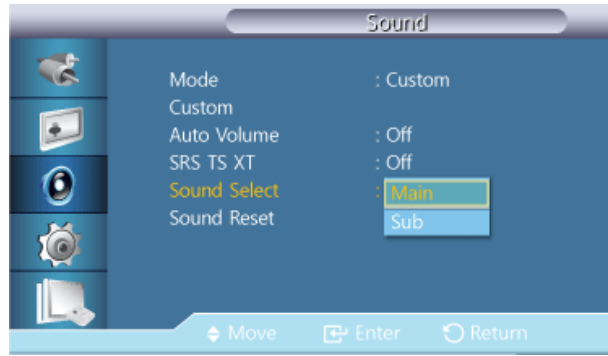 Sound
Mode : Custom
Custom
Auto Volume : Off
SRS TS XT : Off
Sound Select : Main
Sub
Sound Reset
Move Enter Return